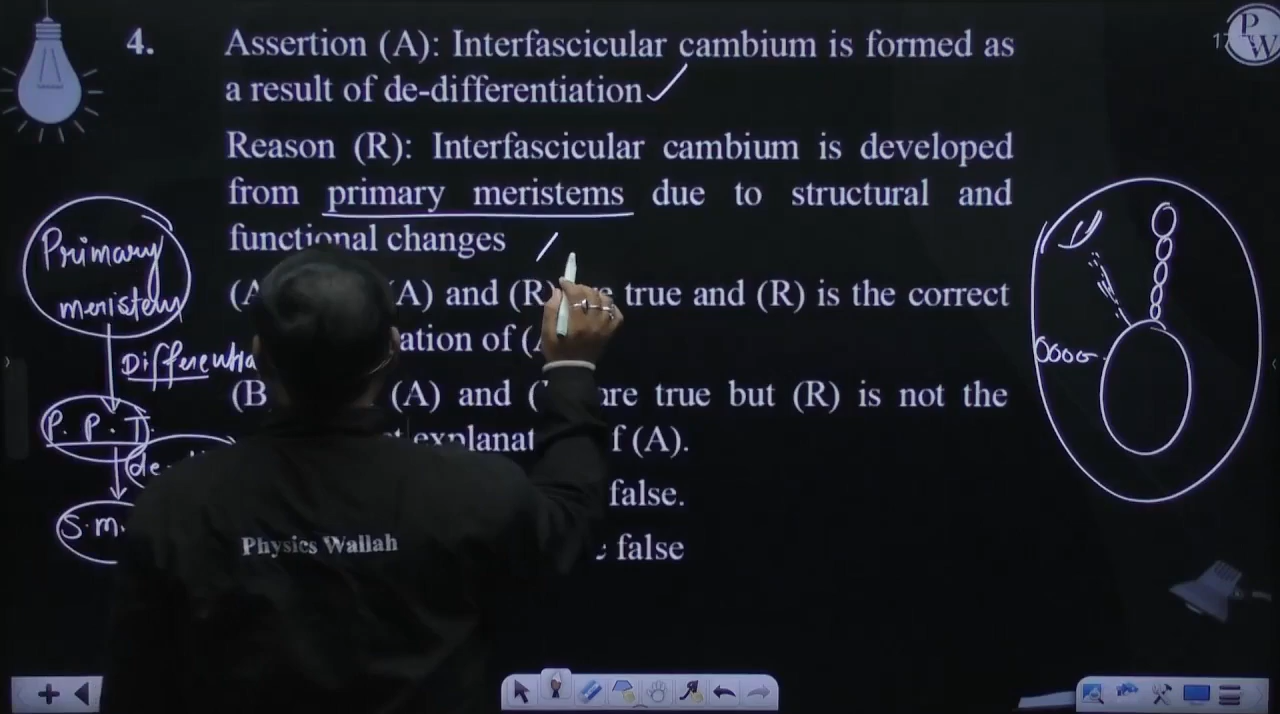 4. Assertion (A): Interfascicular cambium is formed as
a result of de-differentiation
Reason (R): Interfascicular cambium is developed
from primary meristems due to structural and
functional changes
(A) and (R) true and (R) is the correct
ation of
(B (A) and are true but (R) is not the
explanat f (A).
false.
false
Primary
meristem
Differentia
P. P. T.
de-
S.M.
Physics Wallah
P
W